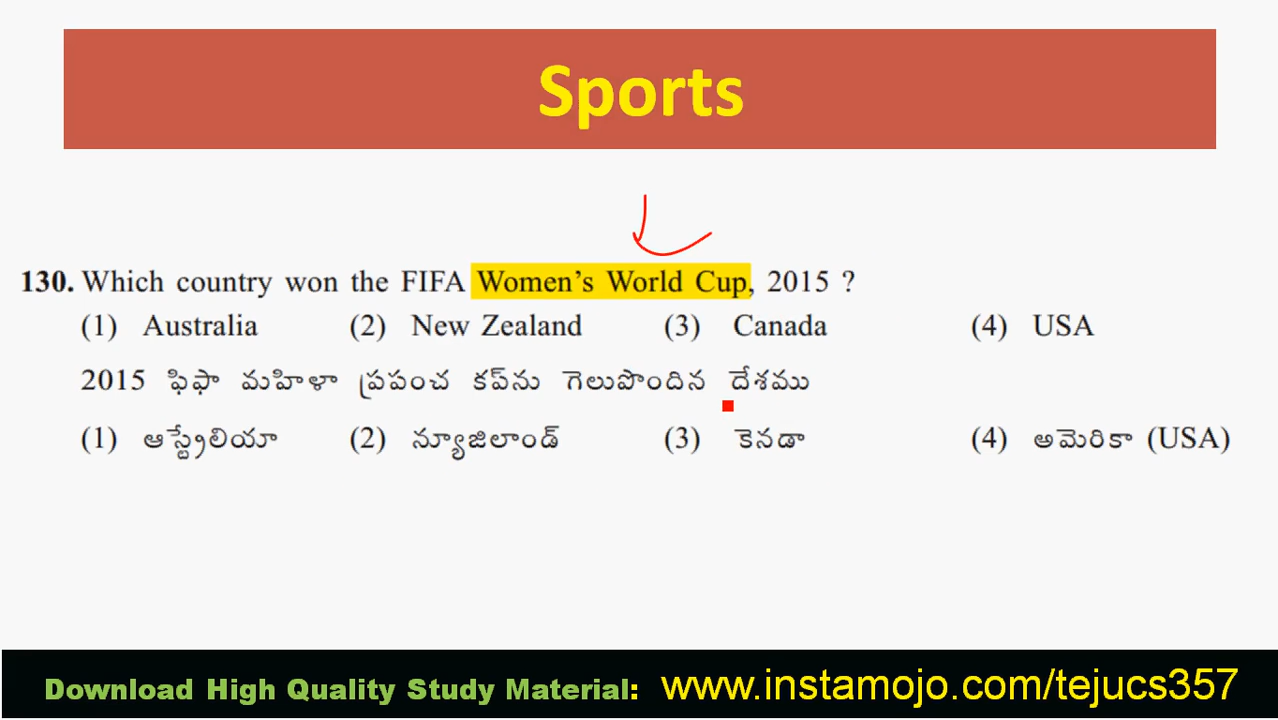 Sports
130. Which country won the FIFA Women's World Cup, 2015 ?
(1) Australia (2) New Zealand (3) Canada (4) USA
2015 ఫిఫా మహిళా ప్రపంచ కప్‌ను గెలుపొందిన దేశము
(1) ఆస్ట్రేలియా (2) న్యూజిలాండ్ (3) కెనడా (4) అమెరికా (USA)
Download High Quality Study Material: www.instamojo.com/tejucs357